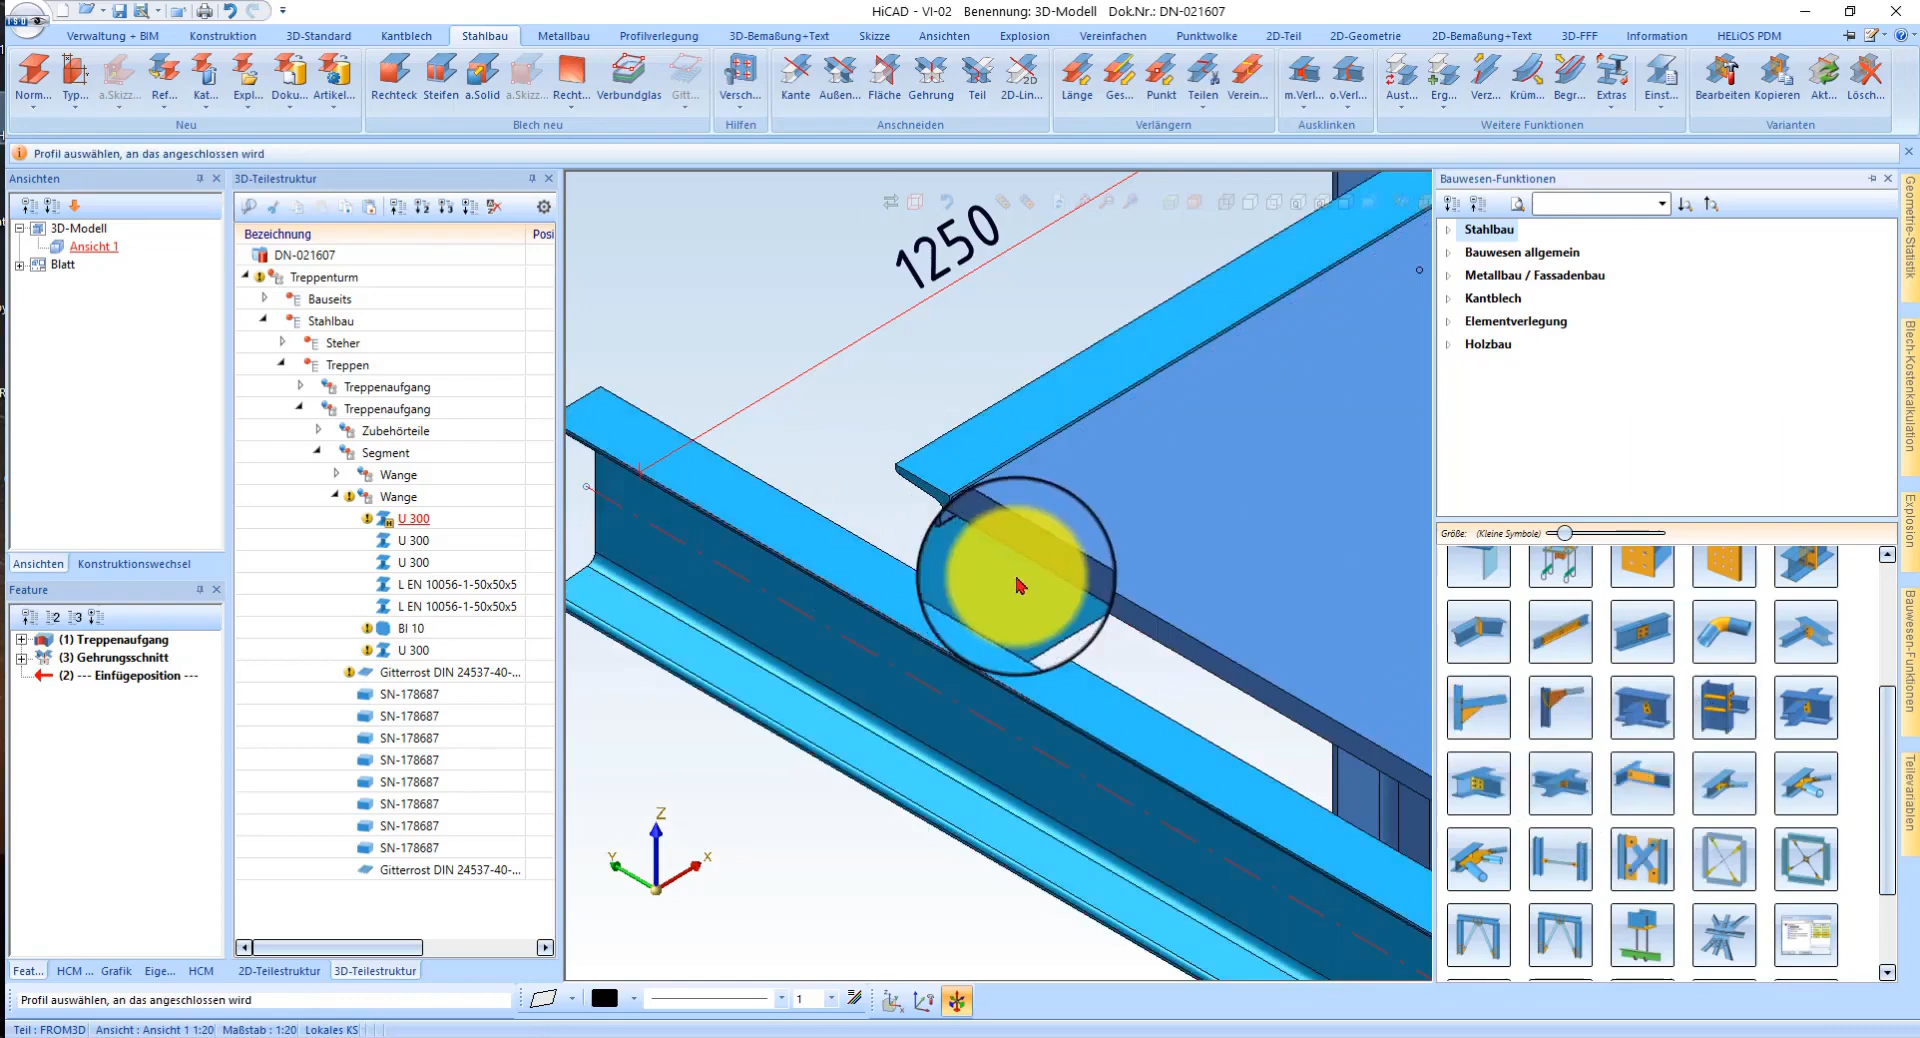 HiCAD - VI-02 Benennung: 3D-Modell Dok.Nr.: DN-021607
Verwaltung + BIM Konstruktion 3D-Standard Kantblech Stahlbau Metallbau Profilverlegung 3D-Bemaßung+Text Skizze Ansichten Explosion Vereinfachen Punktwolke 2D-Teil 2D-Geometrie 2D-Bemaßung+Text 3D-FFF Information HELiOS PDM
Norm... Typ... a.Skizz... Ref... Kat... Expl... Doku... Artikel... Rechteck Steifen a.Solid a.Skizz... Recht... Verbundglas Gitt... Versch... Kante Außen... Fläche Gehrung Teil 2D-Lin... Länge Ges... Punkt Teilen Verein... m.Verl... o.Verl... Aust... Erg... Verz... Krüm... Begr... Extras Einst... Bearbeiten Kopieren Akt... Lösch...
Neu Blech neu Hilfen Anschneiden Verlängern Ausklinken Weitere Funktionen Varianten
Profil auswählen, an das angeschlossen wird
Ansichten
3D-Modell
Ansicht 1
Blatt
Ansichten Konstruktionswechsel
Feature
(1) Treppenaufgang
(3) Gehrungsschnitt
(2) --- Einfügeposition ---
Feat... HCM ... Grafik Eige... HCM
3D-Teilestruktur
Bezeichnung Posi
DN-021607
Treppenturm
Bauseits
Stahlbau
Steher
Treppen
Treppenaufgang
Treppenaufgang
Zubehörteile
Segment
Wange
Wange
U 300
U 300
U 300
L EN 10056-1-50x50x5
L EN 10056-1-50x50x5
Bl 10
U 300
Gitterrost DIN 24537-40-...
SN-178687
SN-178687
SN-178687
SN-178687
SN-178687
SN-178687
SN-178687
SN-178687
Gitterrost DIN 24537-40-...
2D-Teilestruktur 3D-Teilestruktur
1250
Z
Y
X
Bauwesen-Funktionen
Stahlbau
Bauwesen allgemein
Metallbau / Fassadenbau
Kantblech
Elementverlegung
Holzbau
Größe: (Kleine Symbole)
Geometrie-Statistik
Blech-Kostenkalkulation
Explosion
Bauwesen-Funktionen
Teilevariablen
Profil auswählen, an das angeschlossen wird
1
Teil : FROM3D Ansicht : Ansicht 1 1:20 Maßstab : 1:20 Lokales KS